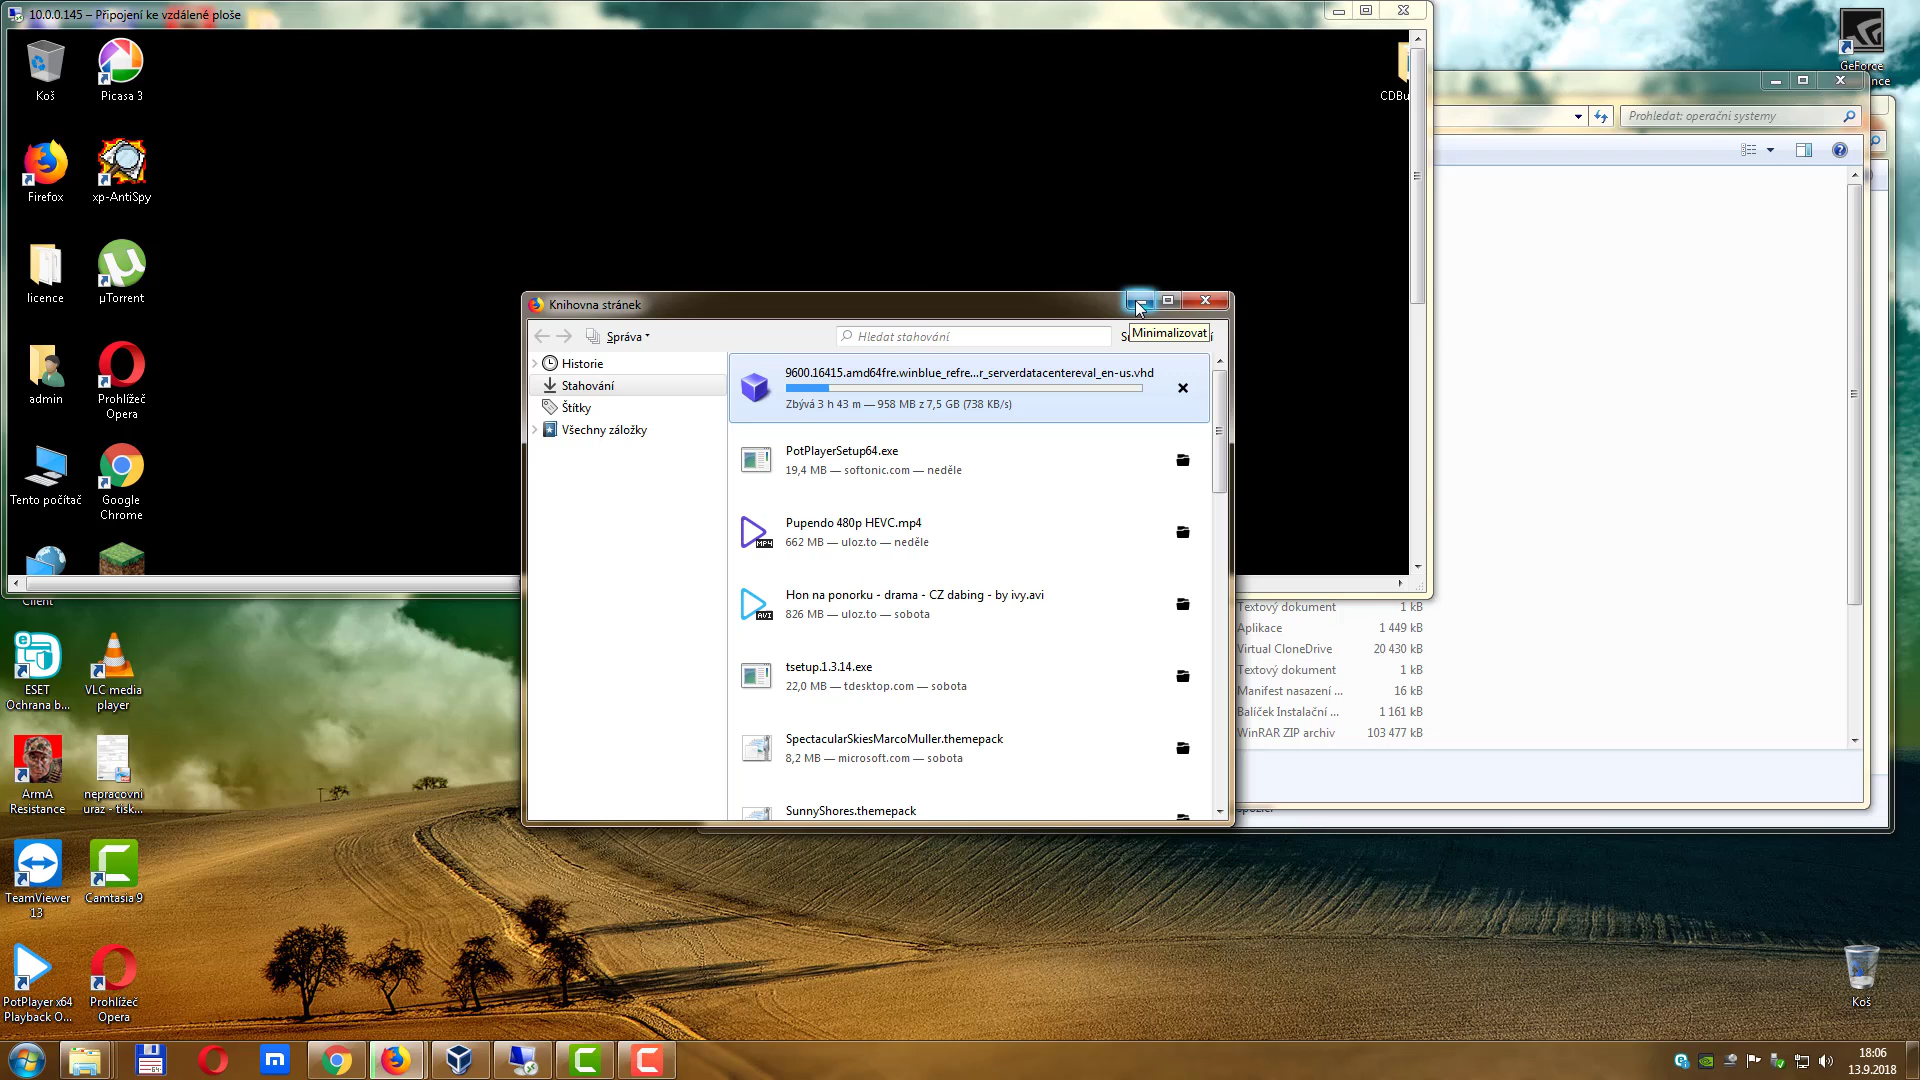 10.0.0.145 – Připojení ke vzdálené ploše
Koš
Picasa 3
Firefox
xp-AntiSpy
licence
µTorrent
admin
Prohlížeč
Opera
Tento počítač
Google
Chrome
Client
ESET
Ochrana b...
VLC media
player
ArmA
Resistance
nepracovni
uraz - tisk...
TeamViewer
13
Camtasia 9
PotPlayer x64
Playback O...
Prohlížeč
Opera
GeForce
Prohledat: operační systemy
Knihovna stránek
Minimalizovat
Správa
Hledat stahování
Historie
Stahování
Štítky
Všechny záložky
9600.16415.amd64fre.winblue_refre...r_serverdatacentereval_en-us.vhd
Zbývá 3 h 43 m — 958 MB z 7,5 GB (738 KB/s)
PotPlayerSetup64.exe
19,4 MB — softonic.com — neděle
Pupendo 480p HEVC.mp4
662 MB — uloz.to — neděle
MP4
Hon na ponorku - drama - CZ dabing - by ivy.avi
826 MB — uloz.to — sobota
AVI
tsetup.1.3.14.exe
22,0 MB — tdesktop.com — sobota
SpectacularSkiesMarcoMuller.themepack
8,2 MB — microsoft.com — sobota
SunnyShores.themepack
Textový dokument 1 kB
Aplikace 1 449 kB
Virtual CloneDrive 20 430 kB
Textový dokument 1 kB
Manifest nasazení ... 16 kB
Balíček Instalační ... 1 161 kB
WinRAR ZIP archiv 103 477 kB
Koš
18:06
13.9.2018